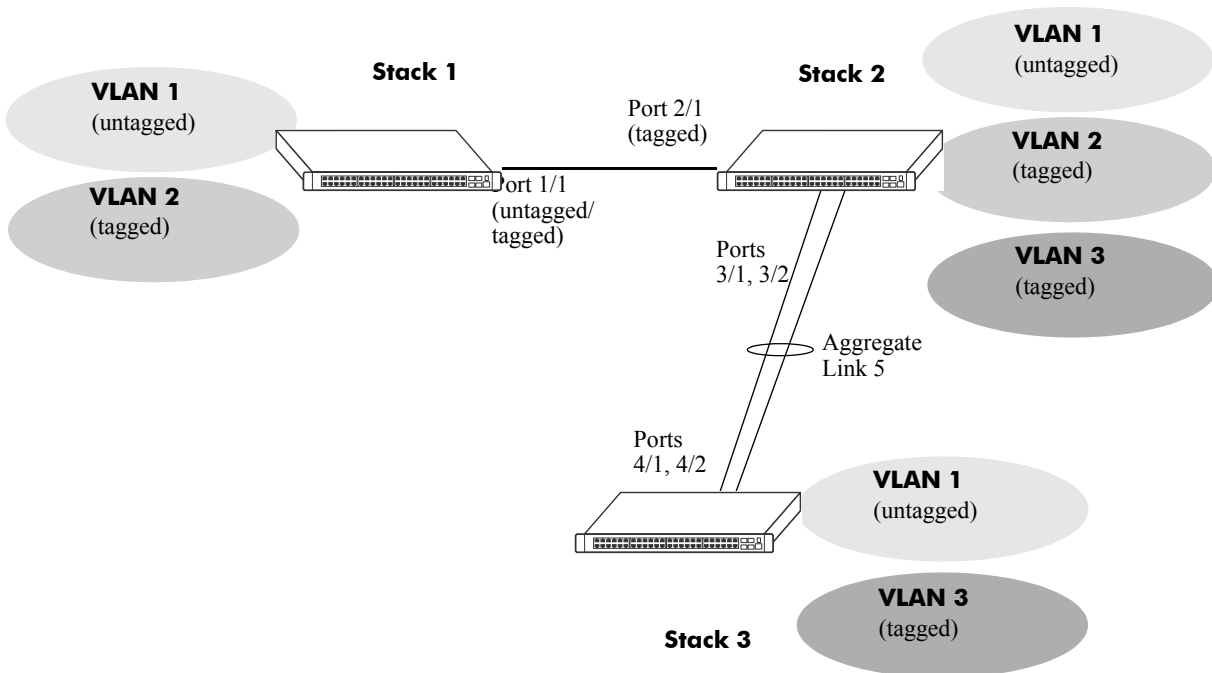 VLAN 1
(untagged)
Stack 1
Stack 2
VLAN 1
(untagged)
Port 2/1
(tagged)
VLAN 2
(tagged)
Port 1/1
(untagged/
tagged)
VLAN 2
(tagged)
VLAN 3
(tagged)
Ports
3/1, 3/2
Aggregate
Link 5
Ports
4/1, 4/2
VLAN 1
(untagged)
VLAN 3
(tagged)
Stack 3